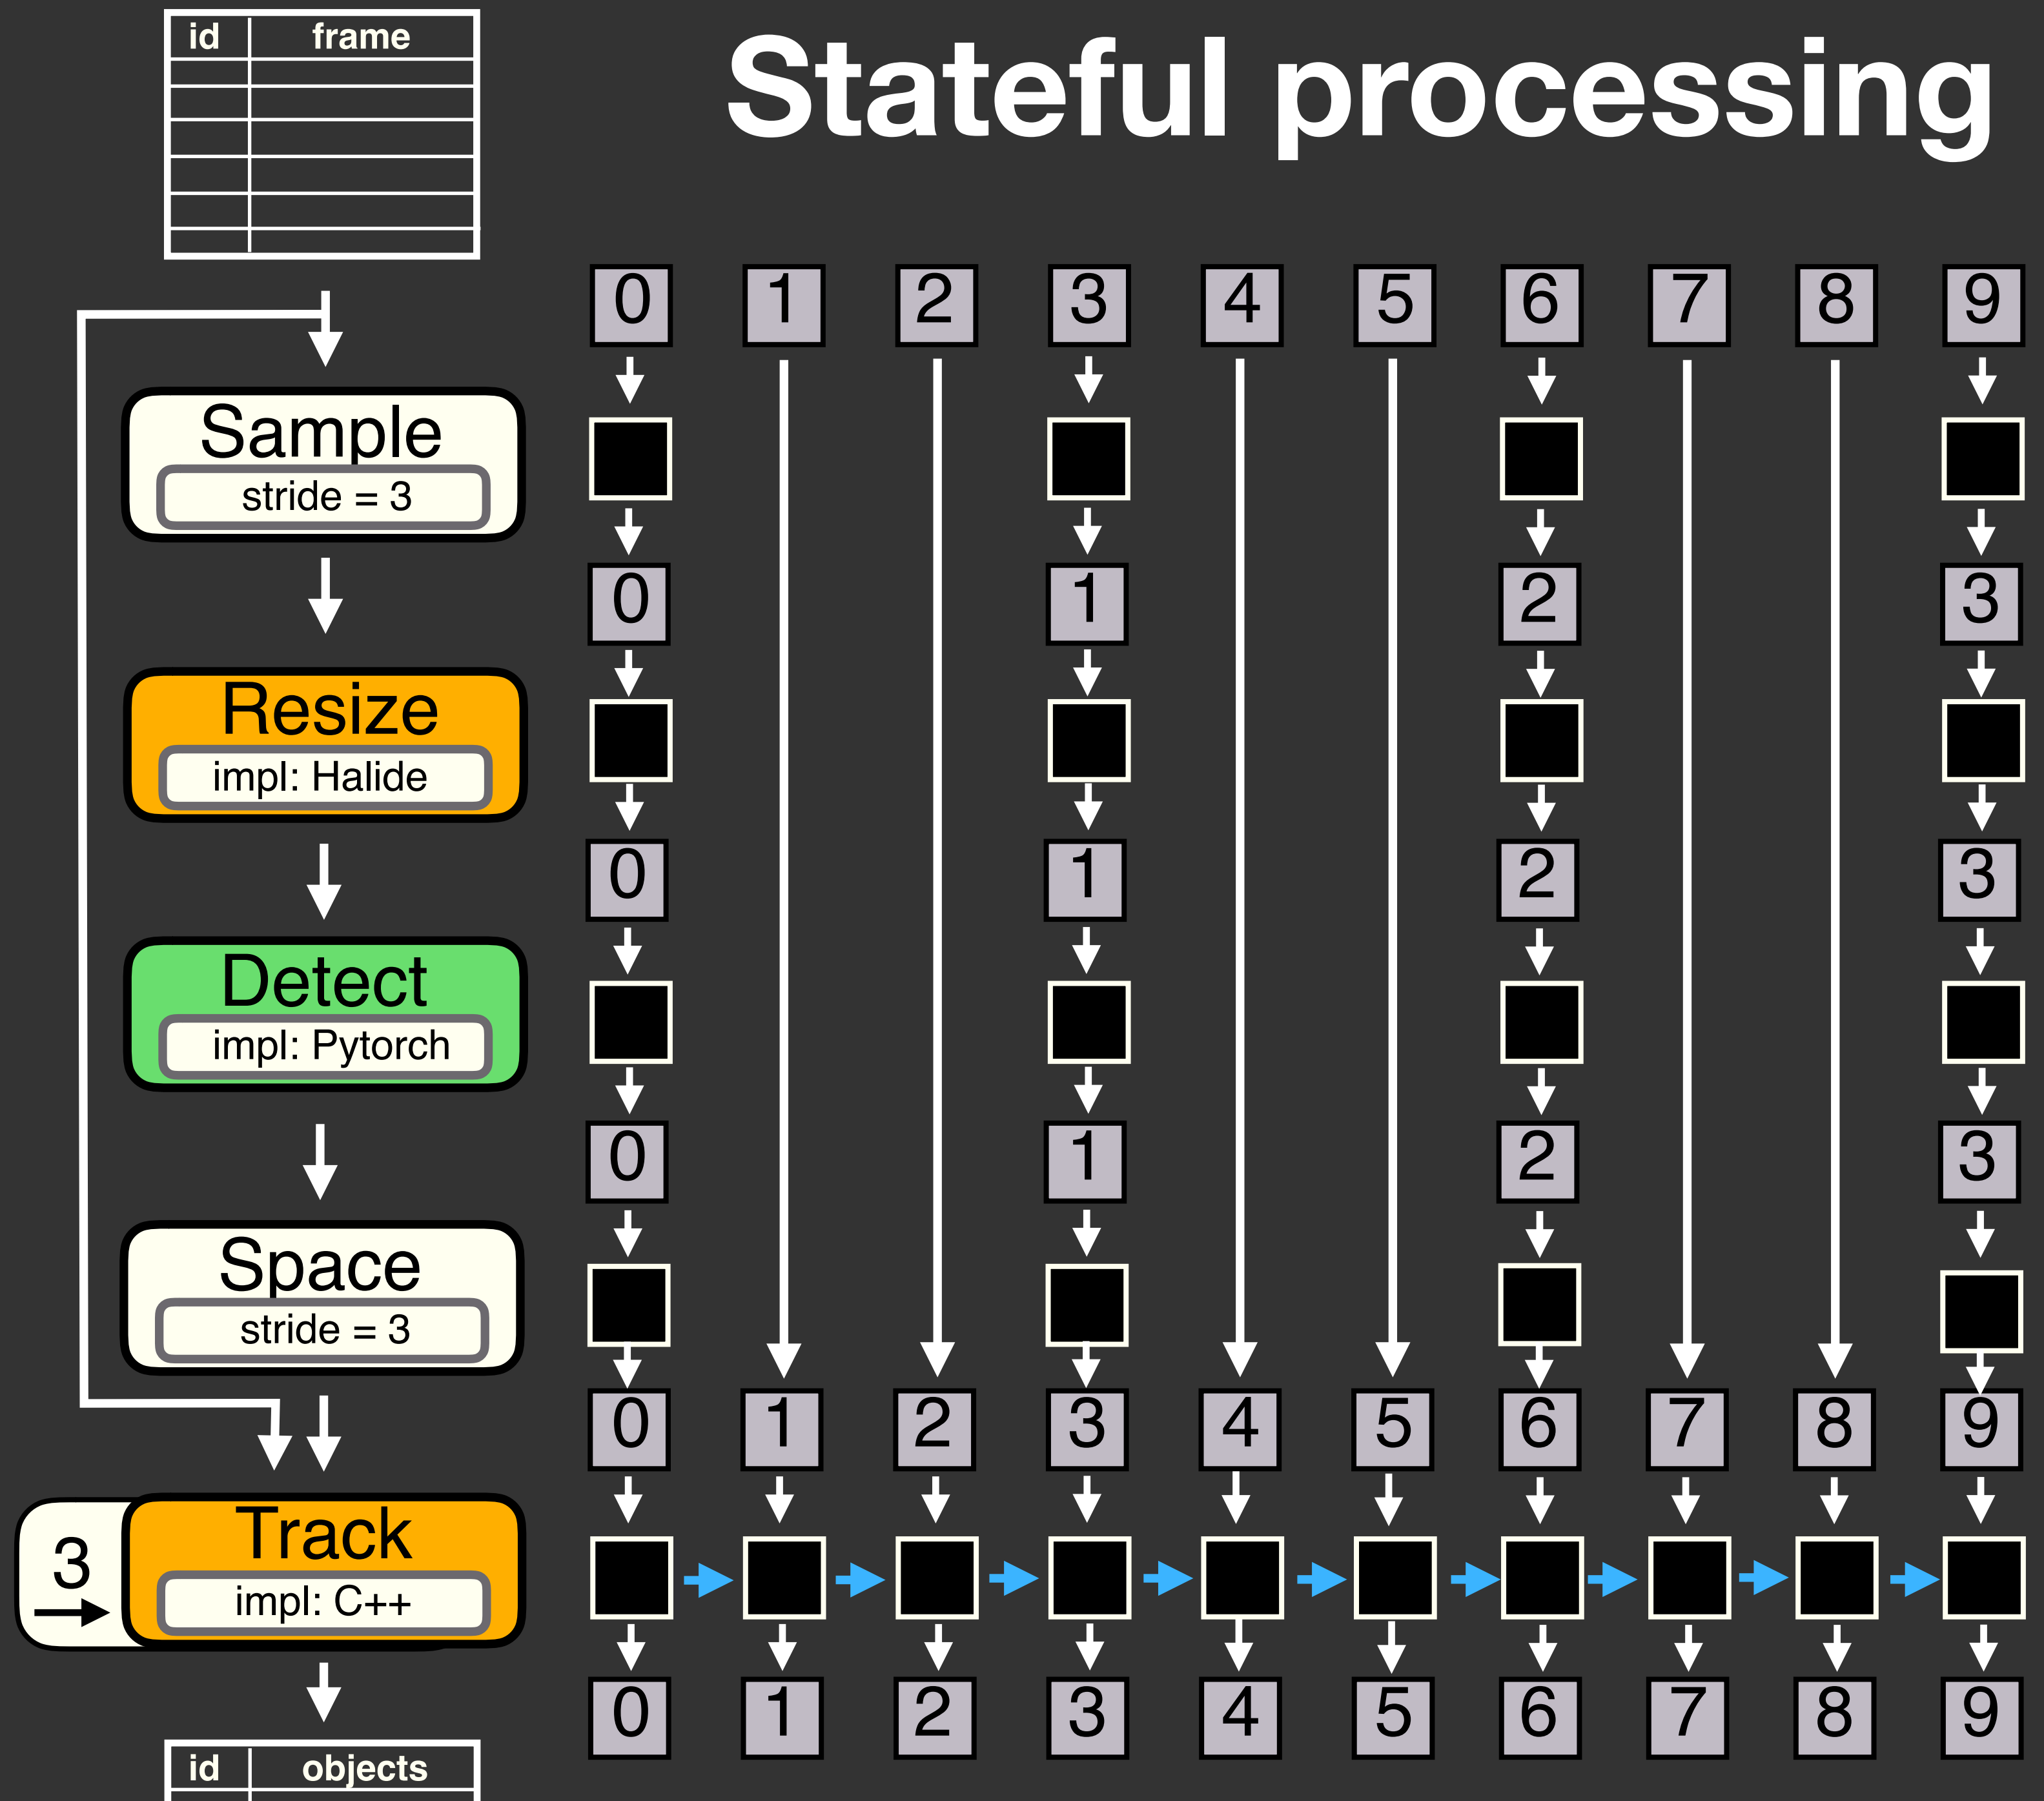 id frame
Stateful processing
0 1 2 3 4 5 6 7 8 9
Sample
stride = 3
0 1 2 3
Resize
impl: Halide
0 1 2 3
Detect
impl: Pytorch
0 1 2 3
Space
stride = 3
0 1 2 3 4 5 6 7 8 9
3
Track
impl: C++
0 1 2 3 4 5 6 7 8 9
id objects